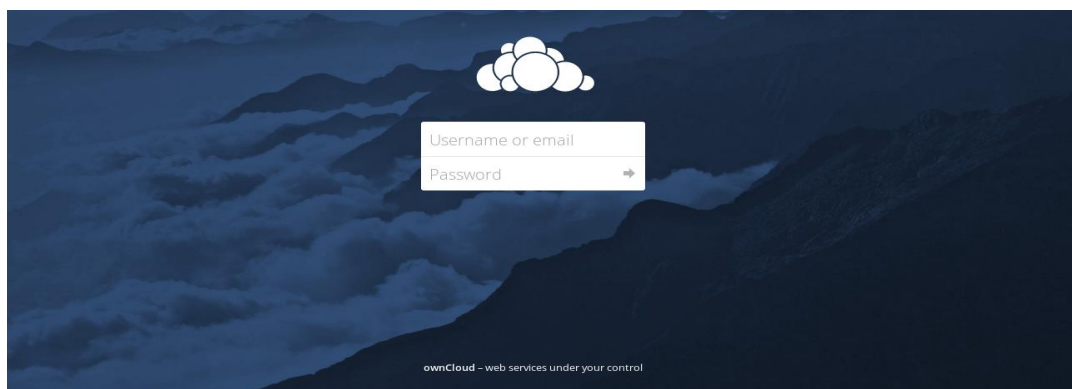 Username or email
Password
ownCloud – web services under your control